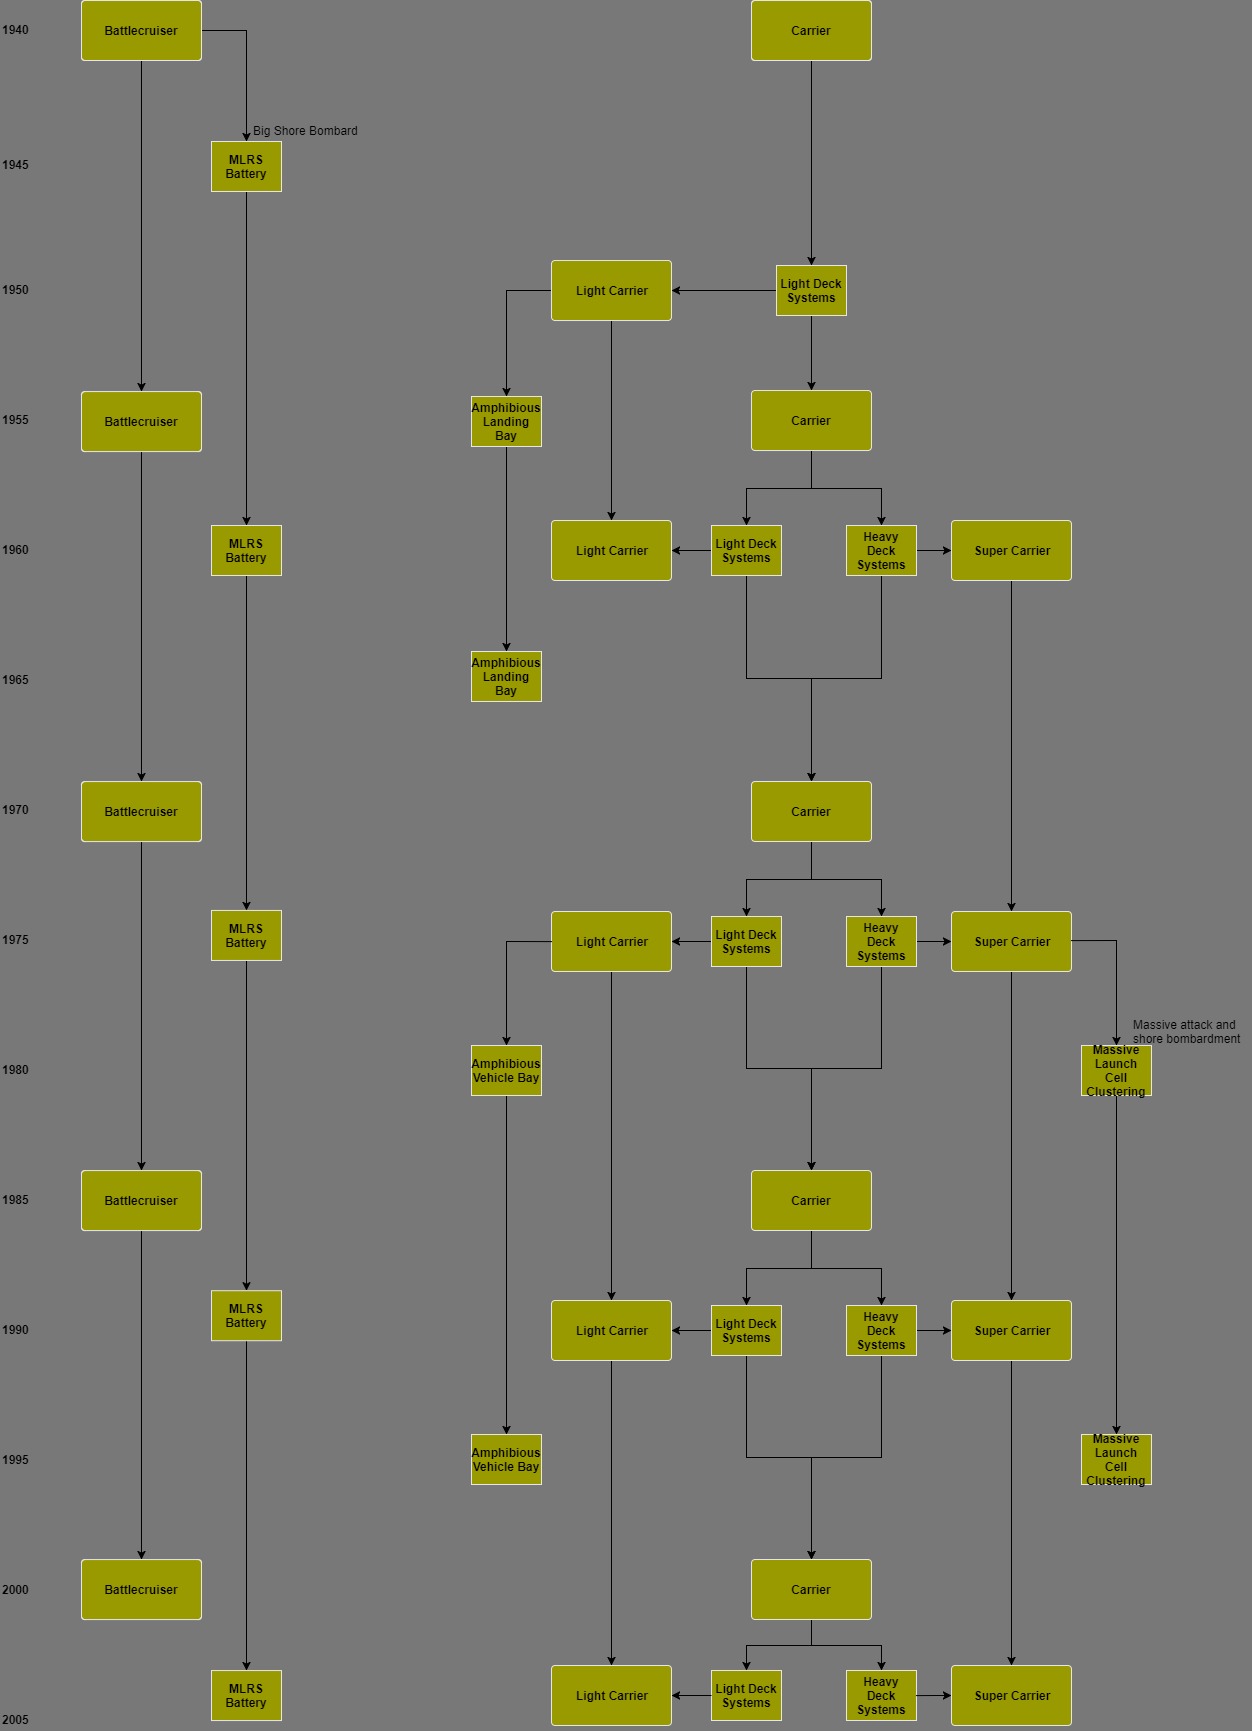 1940
Battlecruiser
Carrier
Big Shore Bombard
1945
MLRS
Battery
1950
Light Carrier
Light Deck
Systems
1955
Battlecruiser
Amphibious
Landing
Bay
Carrier
1960
MLRS
Battery
Light Carrier
Light Deck
Systems
Heavy
Deck
Systems
Super Carrier
1965
Amphibious
Landing
Bay
1970
Battlecruiser
Carrier
1975
MLRS
Battery
Light Carrier
Light Deck
Systems
Heavy
Deck
Systems
Super Carrier
Massive attack and
shore bombardment
1980
Amphibious
Vehicle Bay
Massive
Launch
Cell
Clustering
1985
Battlecruiser
Carrier
1990
MLRS
Battery
Light Carrier
Light Deck
Systems
Heavy
Deck
Systems
Super Carrier
1995
Amphibious
Vehicle Bay
Massive
Launch
Cell
Clustering
2000
Battlecruiser
Carrier
MLRS
Battery
Light Carrier
Light Deck
Systems
Heavy
Deck
Systems
Super Carrier
2005